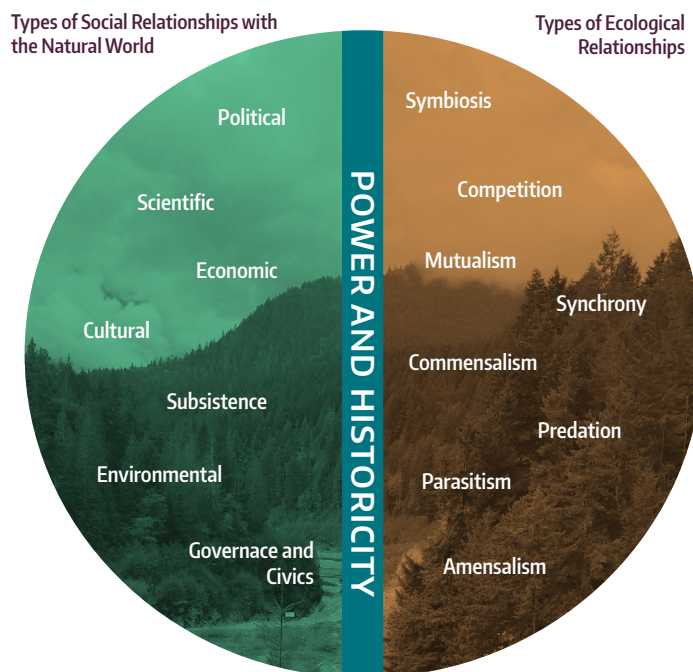 Types of Social Relationships with
the Natural World
Political
Scientific
Economic
Cultural
Subsistence
Environmental
Governace and
Civics
POWER AND HISTORICITY
Types of Ecological
Relationships
Symbiosis
Competition
Mutualism
Synchrony
Commensalism
Predation
Parasitism
Amensalism